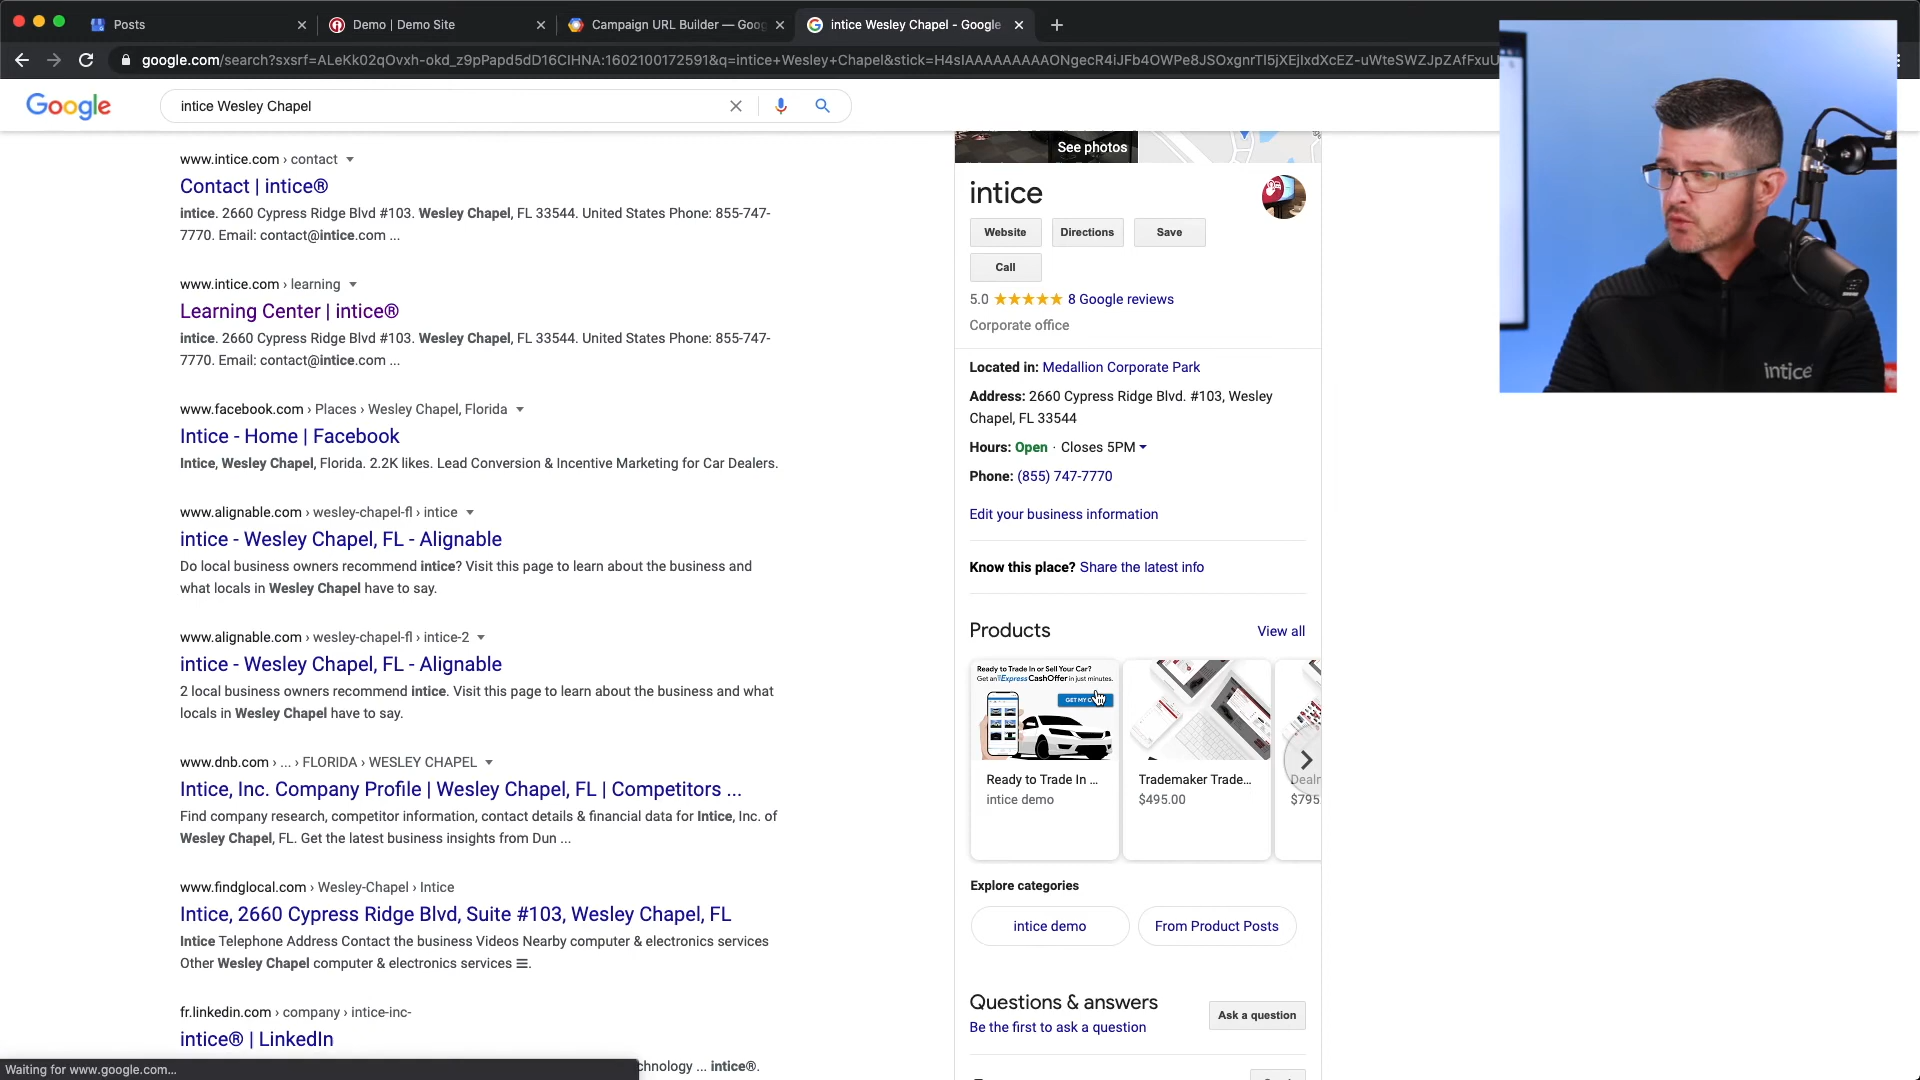 Posts
Demo | Demo Site
Campaign URL Builder — Goog
intice Wesley Chapel - Google
google.com/search?sxsrf=ALeKk02qOvxh-okd_z9pPapd5dD16CIHNA:1602100172591&q=intice+Wesley+Chapel&stick=H4sIAAAAAAAAAONgecR4iJFb4OWPe8JSOxgnrTl5jXEjIxdXcEZ-uWteSWZJpZAfFxuU
Google
intice Wesley Chapel
www.intice.com › contact
Contact | intice®
intice. 2660 Cypress Ridge Blvd #103. Wesley Chapel, FL 33544. United States Phone: 855-747-
7770. Email: contact@intice.com ...
www.intice.com › learning
Learning Center | intice®
intice. 2660 Cypress Ridge Blvd #103. Wesley Chapel, FL 33544. United States Phone: 855-747-
7770. Email: contact@intice.com ...
www.facebook.com › Places › Wesley Chapel, Florida
Intice - Home | Facebook
Intice, Wesley Chapel, Florida. 2.2K likes. Lead Conversion & Incentive Marketing for Car Dealers.
www.alignable.com › wesley-chapel-fl › intice
intice - Wesley Chapel, FL - Alignable
Do local business owners recommend intice? Visit this page to learn about the business and
what locals in Wesley Chapel have to say.
www.alignable.com › wesley-chapel-fl › intice-2
intice - Wesley Chapel, FL - Alignable
2 local business owners recommend intice. Visit this page to learn about the business and what
locals in Wesley Chapel have to say.
www.dnb.com › ... › FLORIDA › WESLEY CHAPEL
Intice, Inc. Company Profile | Wesley Chapel, FL | Competitors ...
Find company research, competitor information, contact details & financial data for Intice, Inc. of
Wesley Chapel, FL. Get the latest business insights from Dun ...
www.findglocal.com › Wesley-Chapel › Intice
Intice, 2660 Cypress Ridge Blvd, Suite #103, Wesley Chapel, FL
Intice Telephone Address Contact the business Videos Nearby computer & electronics services
Other Wesley Chapel computer & electronics services ☰.
fr.linkedin.com › company › intice-inc-
intice® | LinkedIn
chnology ... intice®.
Waiting for www.google.com...
See photos
intice
Website
Directions
Save
Call
5.0 ★★★★★ 8 Google reviews
Corporate office
Located in: Medallion Corporate Park
Address: 2660 Cypress Ridge Blvd. #103, Wesley
Chapel, FL 33544
Hours: Open · Closes 5PM
Phone: (855) 747-7770
Edit your business information
Know this place? Share the latest info
Products
View all
Ready to Trade In or Sell Your Car?
Get an iExpress CashOffer in just minutes.
GET MY
Ready to Trade In ...
intice demo
Trademaker Trade...
$495.00
Dealr
$795.
Explore categories
intice demo
From Product Posts
Questions & answers
Be the first to ask a question
Ask a question
intice